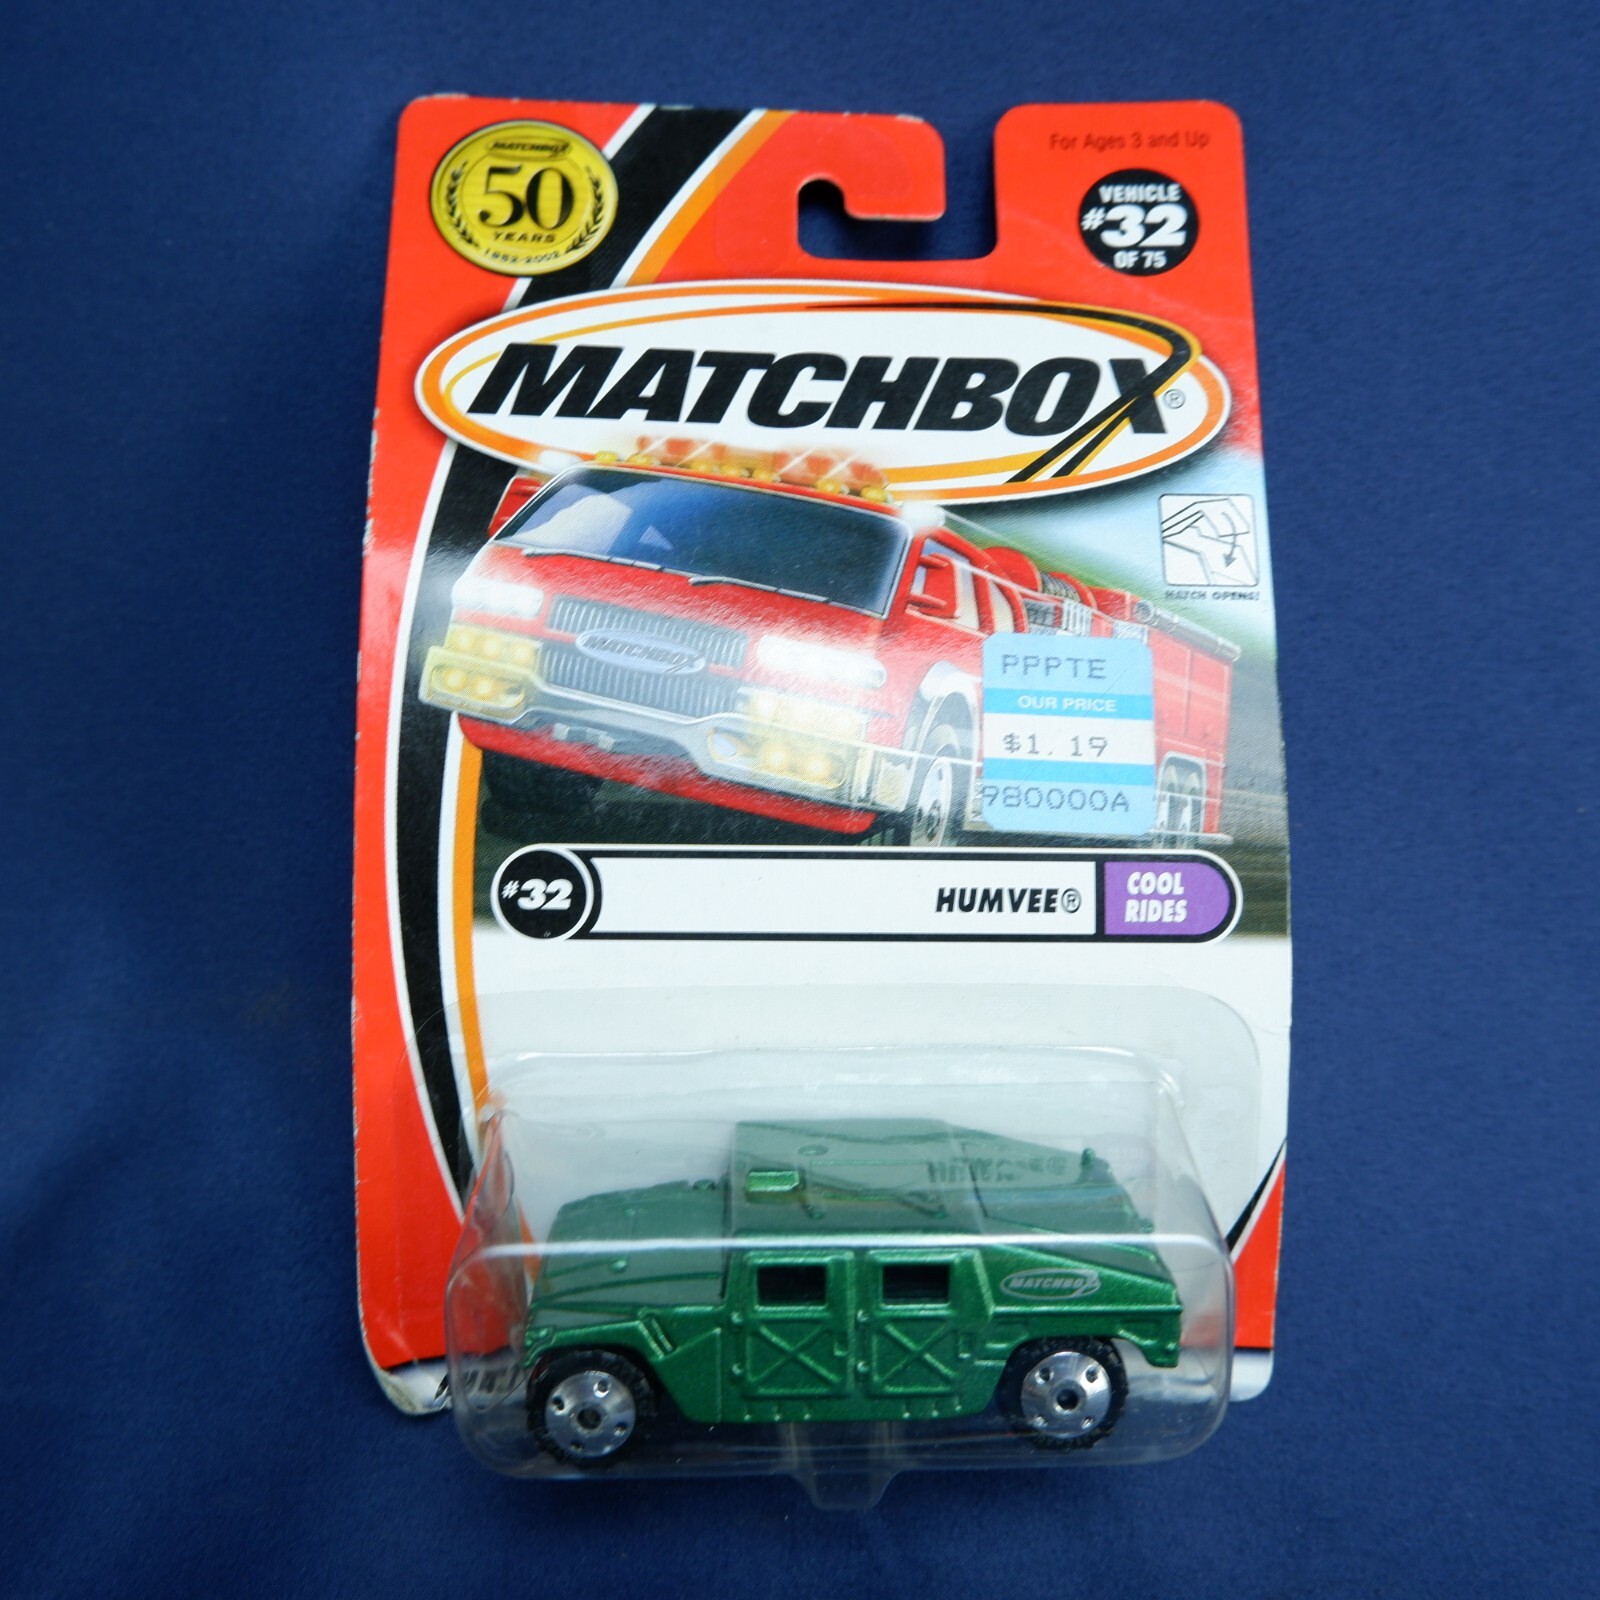 MATCHBOX
50
YEARS
1952-2002
For Ages 3 and Up
VEHICLE
#32
OF 75
MATCHBOX®
HATCH OPENS!
MATCHBOX
PPPTE
OUR PRICE
$1.19
980000A
#32
HUMVEE®
COOL
RIDES
MATCHBOX